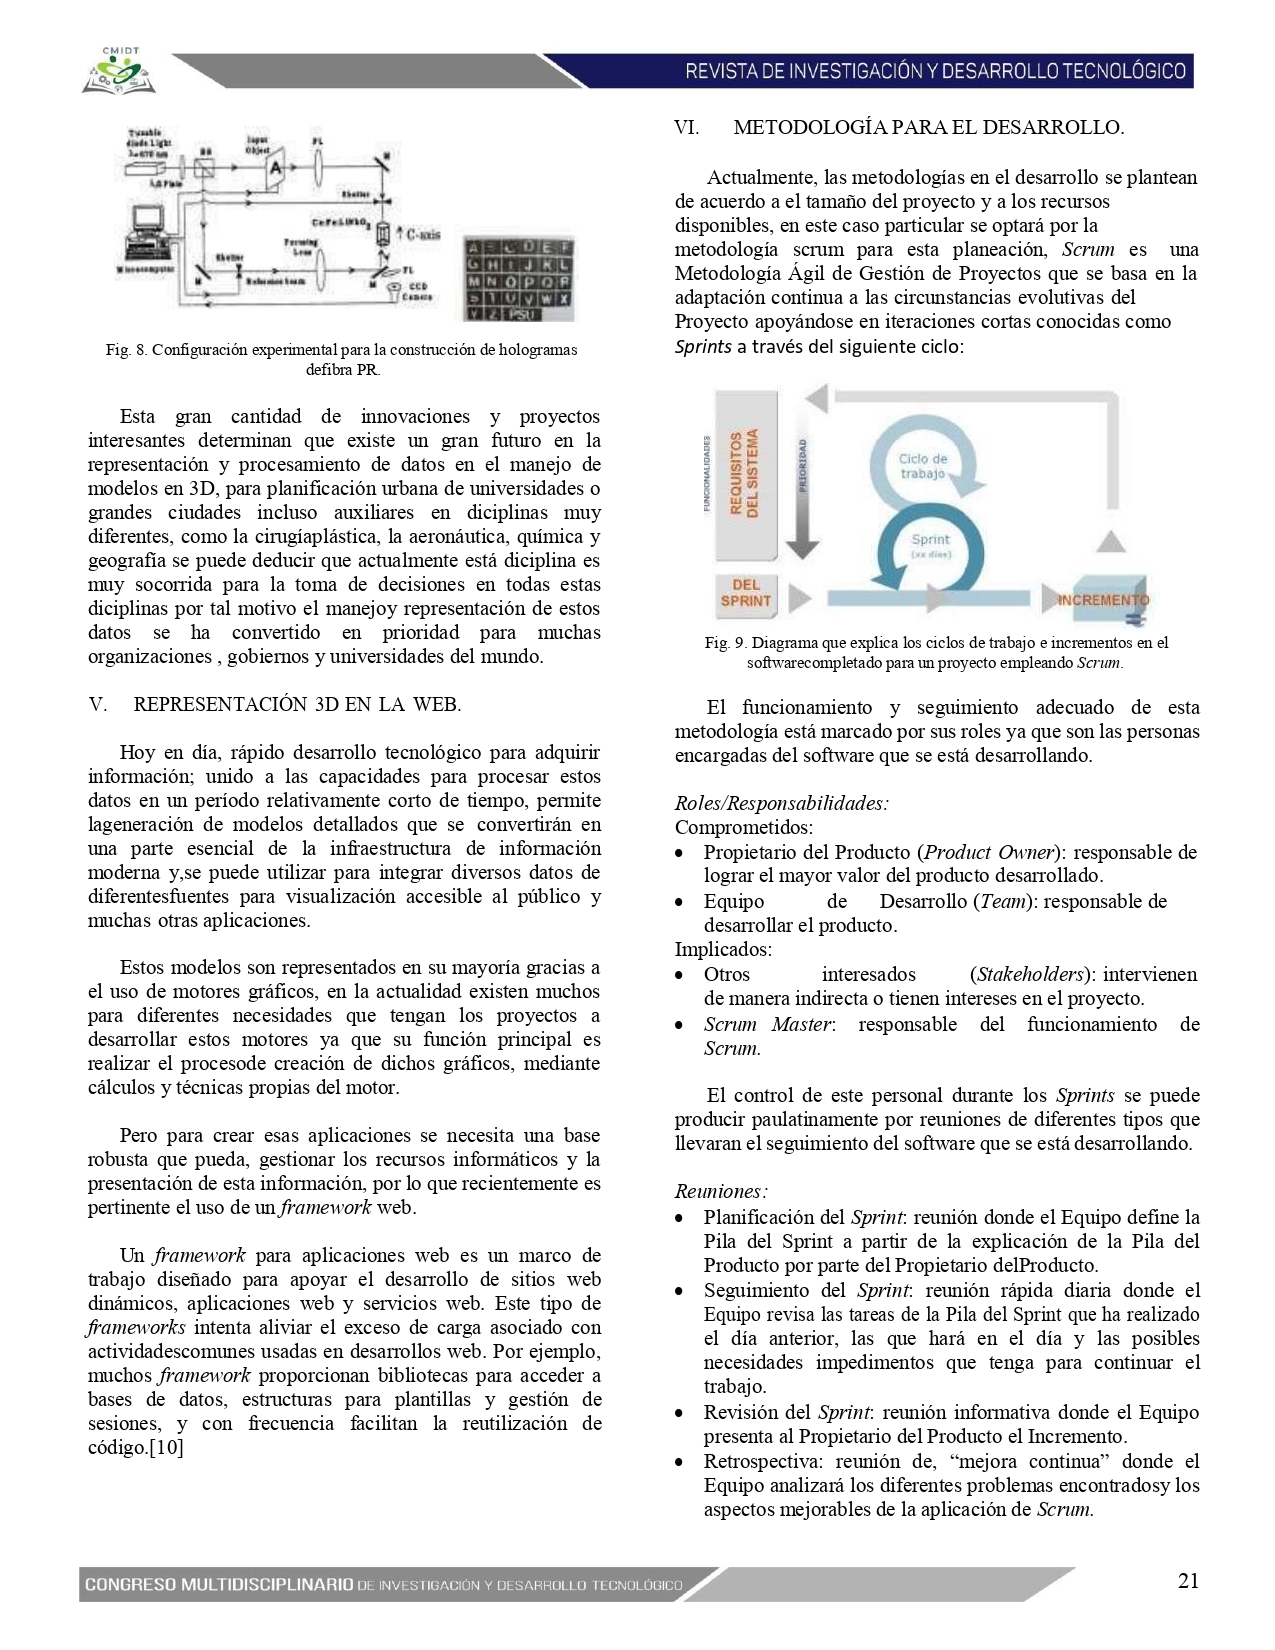 CMIDT
REVISTA DE INVESTIGACIÓN Y DESARROLLO TECNOLÓGICO
Tunable
diode Light
BS
Input
Object
FL
M
A
Shutter
C-axis
Microcomputer
Shutter
Focusing
Lens
M
Reference beam
M
FL
CCD
Camera
A B C D E F
G H I J K L
M N O P Q R
S T U V W X
Y Z PSU
Fig. 8. Configuración experimental para la construcción de hologramas
defibra PR.
Esta gran cantidad de innovaciones y proyectos
interesantes determinan que existe un gran futuro en la
representación y procesamiento de datos en el manejo de
modelos en 3D, para planificación urbana de universidades o
grandes ciudades incluso auxiliares en diciplinas muy
diferentes, como la cirugíaplástica, la aeronáutica, química y
geografía se puede deducir que actualmente está diciplina es
muy socorrida para la toma de decisiones en todas estas
diciplinas por tal motivo el manejoy representación de estos
datos se ha convertido en prioridad para muchas
organizaciones , gobiernos y universidades del mundo.
V. REPRESENTACIÓN 3D EN LA WEB.
Hoy en día, rápido desarrollo tecnológico para adquirir
información; unido a las capacidades para procesar estos
datos en un período relativamente corto de tiempo, permite
lageneración de modelos detallados que se convertirán en
una parte esencial de la infraestructura de información
moderna y,se puede utilizar para integrar diversos datos de
diferentesfuentes para visualización accesible al público y
muchas otras aplicaciones.
Estos modelos son representados en su mayoría gracias a
el uso de motores gráficos, en la actualidad existen muchos
para diferentes necesidades que tengan los proyectos a
desarrollar estos motores ya que su función principal es
realizar el procesode creación de dichos gráficos, mediante
cálculos y técnicas propias del motor.
Pero para crear esas aplicaciones se necesita una base
robusta que pueda, gestionar los recursos informáticos y la
presentación de esta información, por lo que recientemente es
pertinente el uso de un framework web.
Un framework para aplicaciones web es un marco de
trabajo diseñado para apoyar el desarrollo de sitios web
dinámicos, aplicaciones web y servicios web. Este tipo de
frameworks intenta aliviar el exceso de carga asociado con
actividadescomunes usadas en desarrollos web. Por ejemplo,
muchos framework proporcionan bibliotecas para acceder a
bases de datos, estructuras para plantillas y gestión de
sesiones, y con frecuencia facilitan la reutilización de
código.[10]
VI. METODOLOGÍA PARA EL DESARROLLO.
Actualmente, las metodologías en el desarrollo se plantean
de acuerdo a el tamaño del proyecto y a los recursos
disponibles, en este caso particular se optará por la
metodología scrum para esta planeación, Scrum es una
Metodología Ágil de Gestión de Proyectos que se basa en la
adaptación continua a las circunstancias evolutivas del
Proyecto apoyándose en iteraciones cortas conocidas como
Sprints a través del siguiente ciclo:
FUNCIONALIDADES
REQUISITOS
DEL SISTEMA
PRIORIDAD
Ciclo de
trabajo
Sprint
(xx días)
DEL
SPRINT
INCREMENTO
Fig. 9. Diagrama que explica los ciclos de trabajo e incrementos en el
softwarecompletado para un proyecto empleando Scrum.
El funcionamiento y seguimiento adecuado de esta
metodología está marcado por sus roles ya que son las personas
encargadas del software que se está desarrollando.
Roles/Responsabilidades:
Comprometidos:
• Propietario del Producto (Product Owner): responsable de
lograr el mayor valor del producto desarrollado.
• Equipo de Desarrollo (Team): responsable de
desarrollar el producto.
Implicados:
• Otros interesados (Stakeholders): intervienen
de manera indirecta o tienen intereses en el proyecto.
• Scrum Master: responsable del funcionamiento de
Scrum.
El control de este personal durante los Sprints se puede
producir paulatinamente por reuniones de diferentes tipos que
llevaran el seguimiento del software que se está desarrollando.
Reuniones:
• Planificación del Sprint: reunión donde el Equipo define la
Pila del Sprint a partir de la explicación de la Pila del
Producto por parte del Propietario delProducto.
• Seguimiento del Sprint: reunión rápida diaria donde el
Equipo revisa las tareas de la Pila del Sprint que ha realizado
el día anterior, las que hará en el día y las posibles
necesidades impedimentos que tenga para continuar el
trabajo.
• Revisión del Sprint: reunión informativa donde el Equipo
presenta al Propietario del Producto el Incremento.
• Retrospectiva: reunión de, “mejora continua” donde el
Equipo analizará los diferentes problemas encontradosy los
aspectos mejorables de la aplicación de Scrum.
CONGRESO MULTIDISCIPLINARIO DE INVESTIGACIÓN Y DESARROLLO TECNOLÓGICO
21